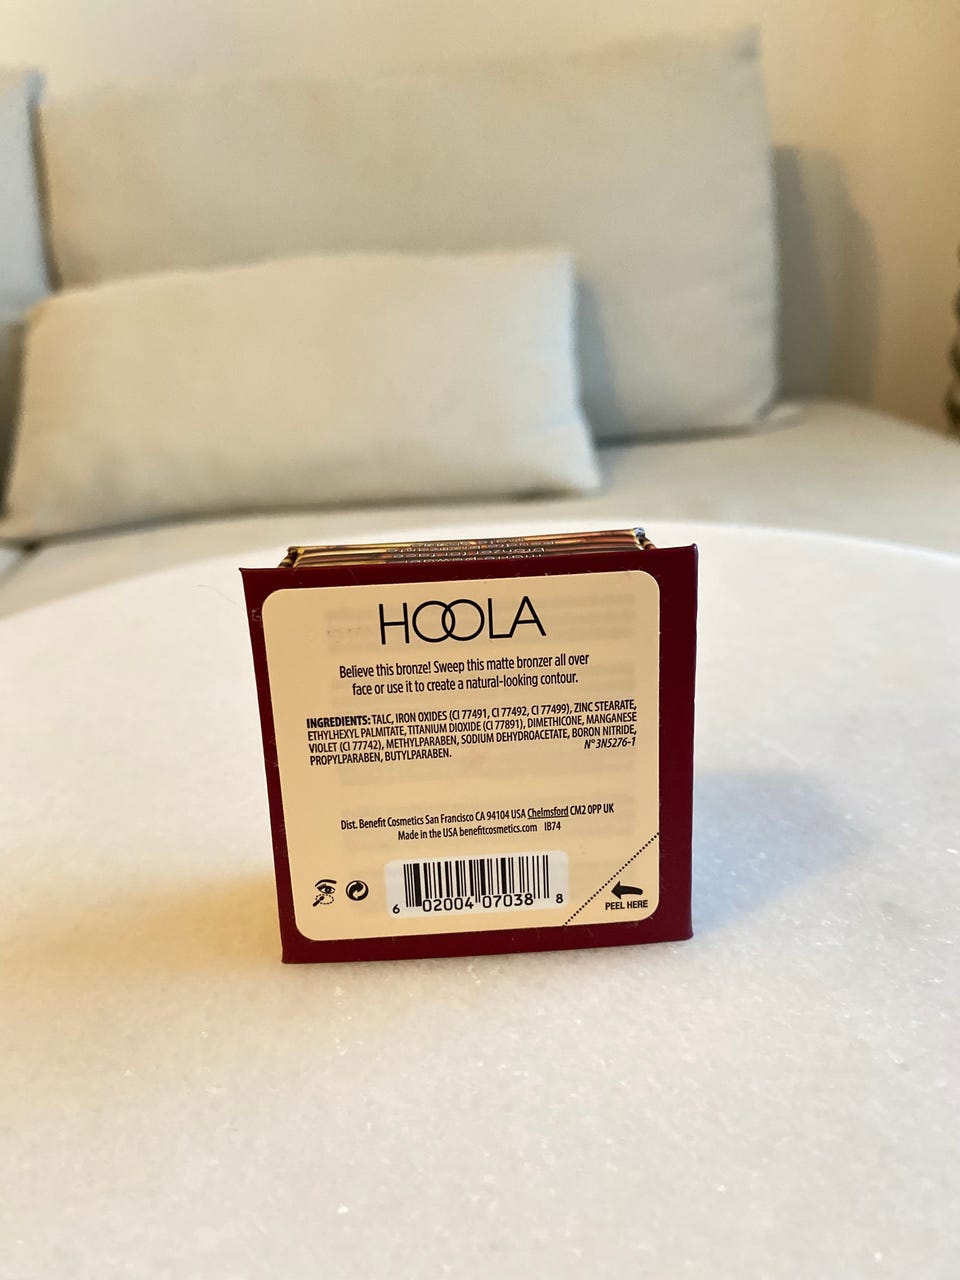 HOOLA
Believe this bronze! Sweep this matte bronzer all over
face or use it to create a natural-looking contour.
INGREDIENTS: TALC, IRON OXIDES (CI 77491, CI 77492, CI 77499), ZINC STEARATE,
ETHYLHEXYL PALMITATE, TITANIUM DIOXIDE (CI 77891), DIMETHICONE, MANGANESE
VIOLET (CI 77742), METHYLPARABEN, SODIUM DEHYDROACETATE, BORON NITRIDE,
PROPYLPARABEN, BUTYLPARABEN. N° 3N5276-1
Dist. Benefit Cosmetics San Francisco CA 94104 USA Chelmsford CM2 0PP UK
Made in the USA benefitcosmetics.com IB74
6 02004 07038 8
PEEL HERE